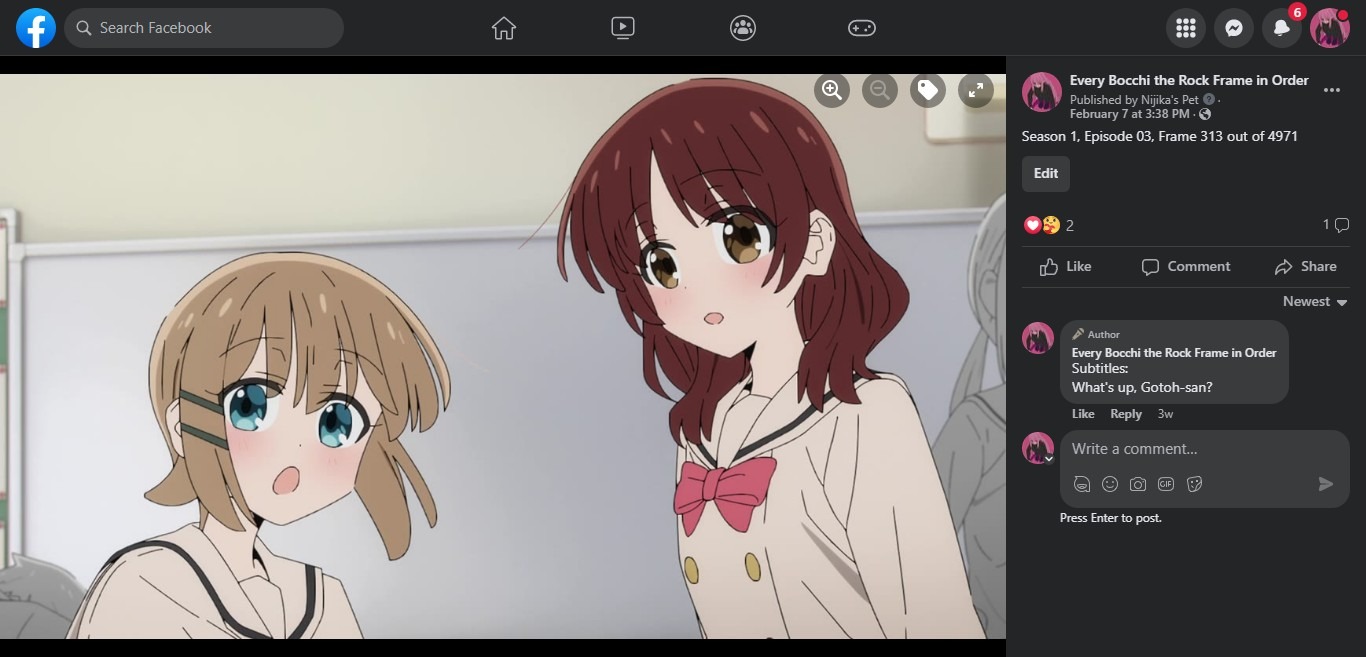 Search Facebook
6
Every Bocchi the Rock Frame in Order
Published by Nijika's Pet ·
February 7 at 3:38 PM ·
Season 1, Episode 03, Frame 313 out of 4971
Edit
2
1
Like Comment Share
Newest
Author
Every Bocchi the Rock Frame in Order
Subtitles:
What's up, Gotoh-san?
Like Reply 3w
Write a comment...
GIF
Press Enter to post.